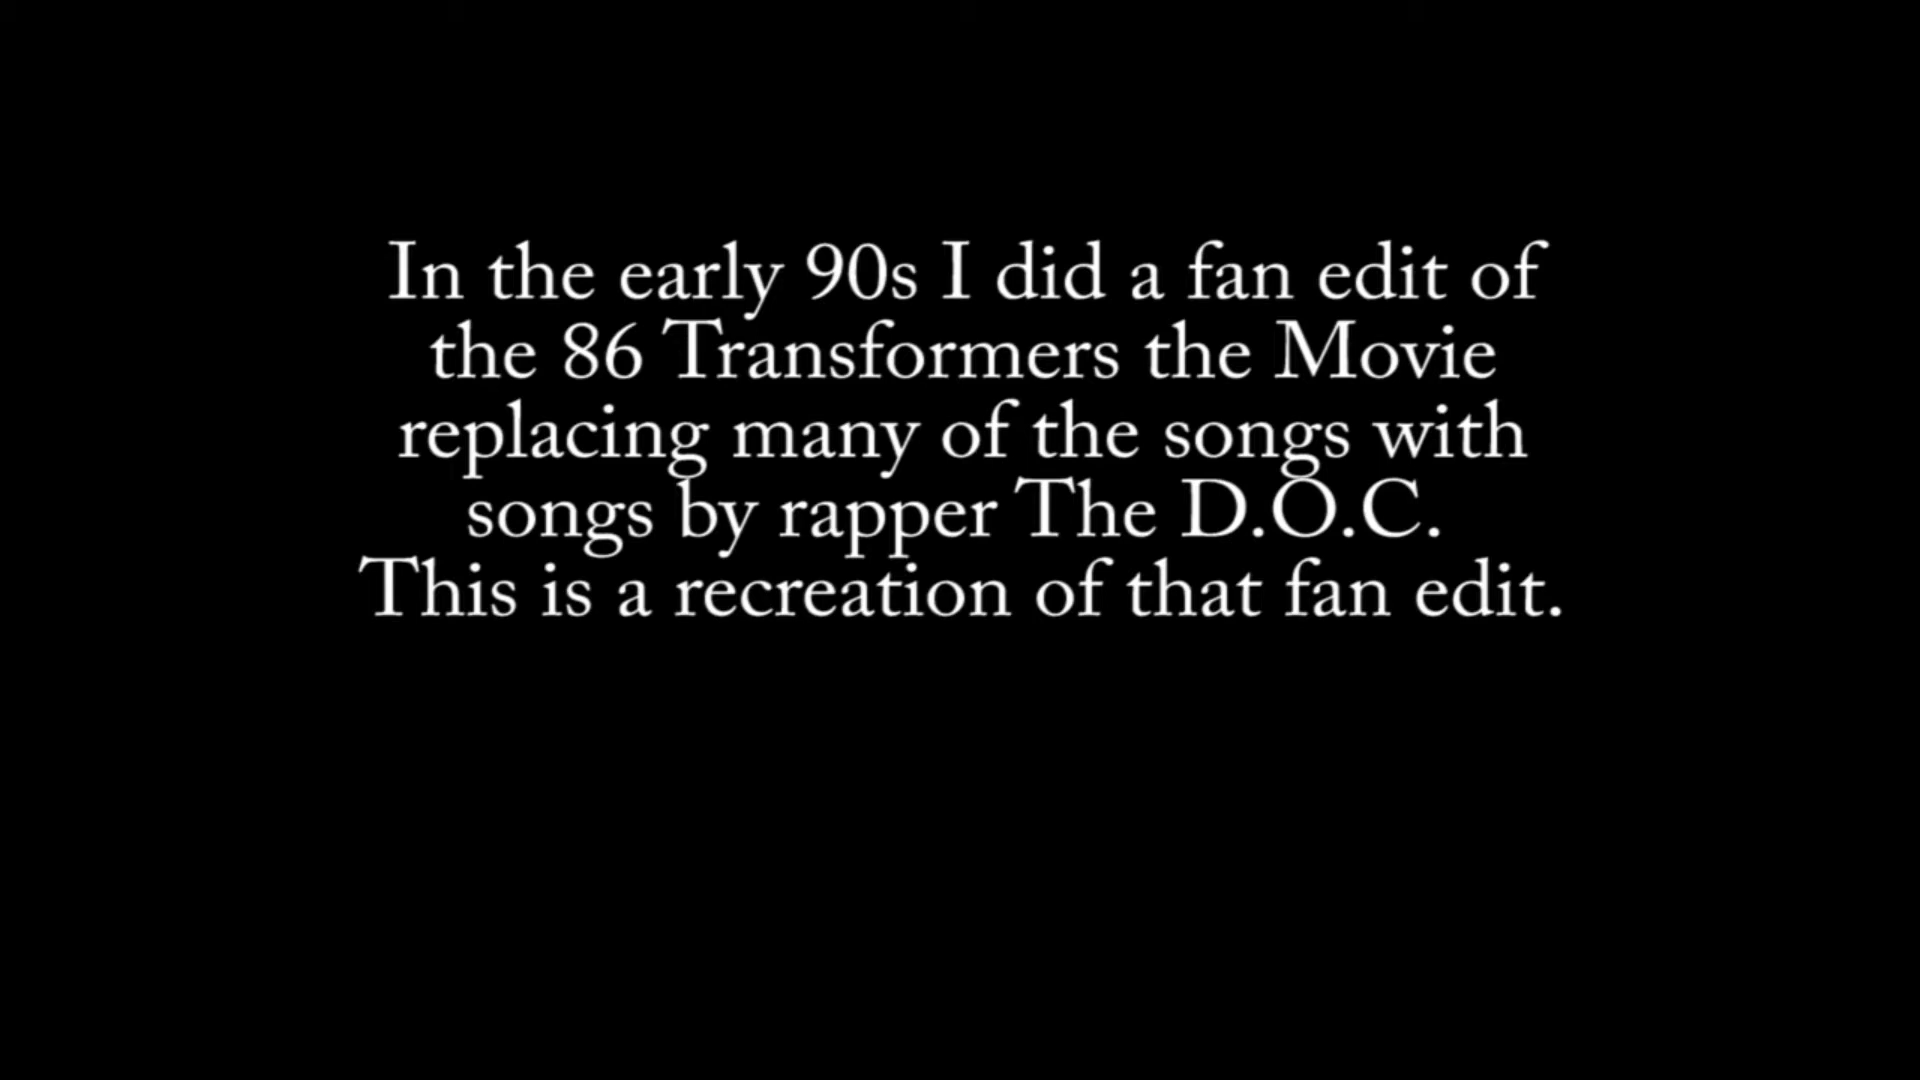 In the early 90s I did a fan edit of
the 86 Transformers the Movie
replacing many of the songs with
songs by rapper The D.O.C.
This is a recreation of that fan edit.